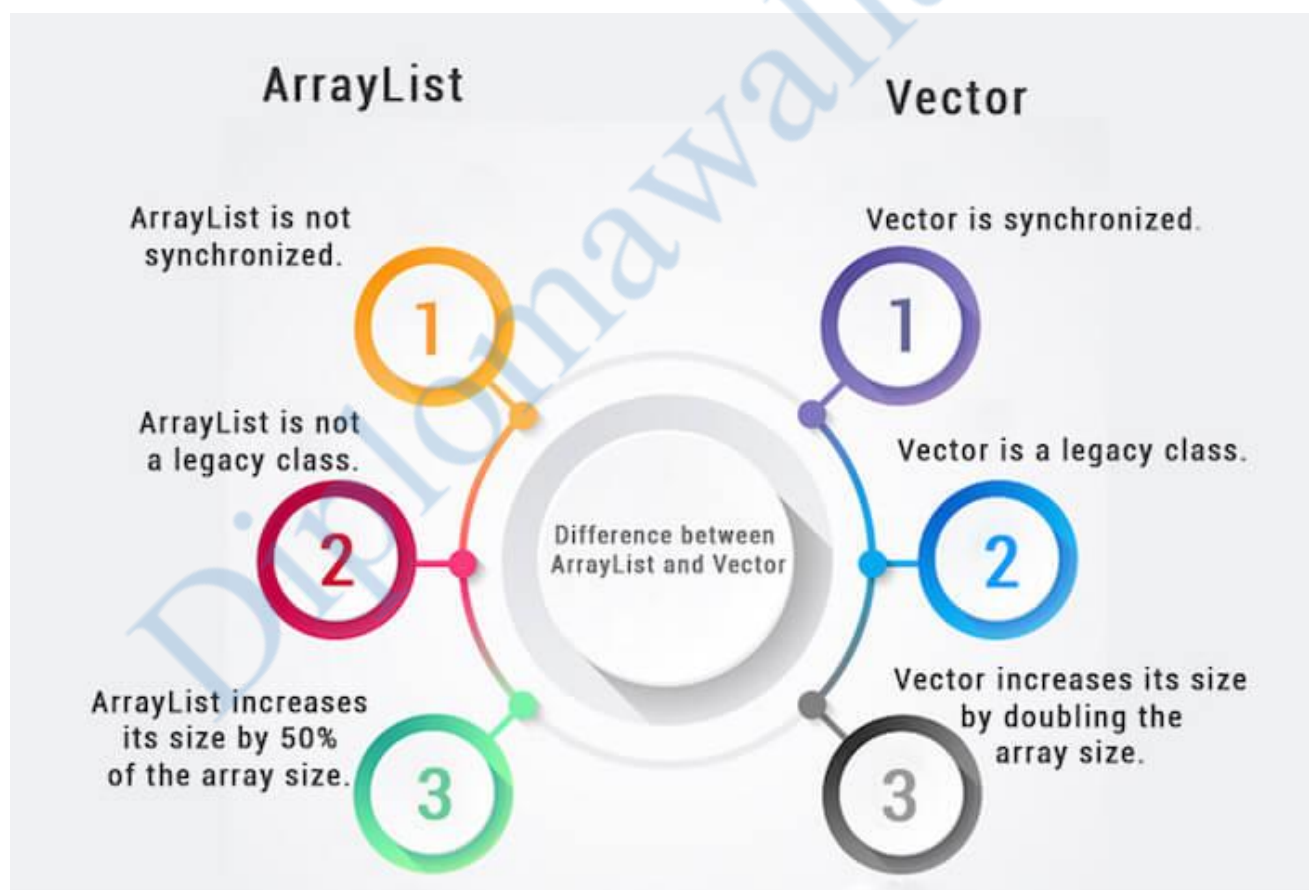 ArrayList
Vector
ArrayList is not
synchronized.
1
ArrayList is not
a legacy class.
2
ArrayList increases
its size by 50%
of the array size.
3
Difference between
ArrayList and Vector
Vector is synchronized.
1
Vector is a legacy class.
2
Vector increases its size
by doubling the
array size.
3